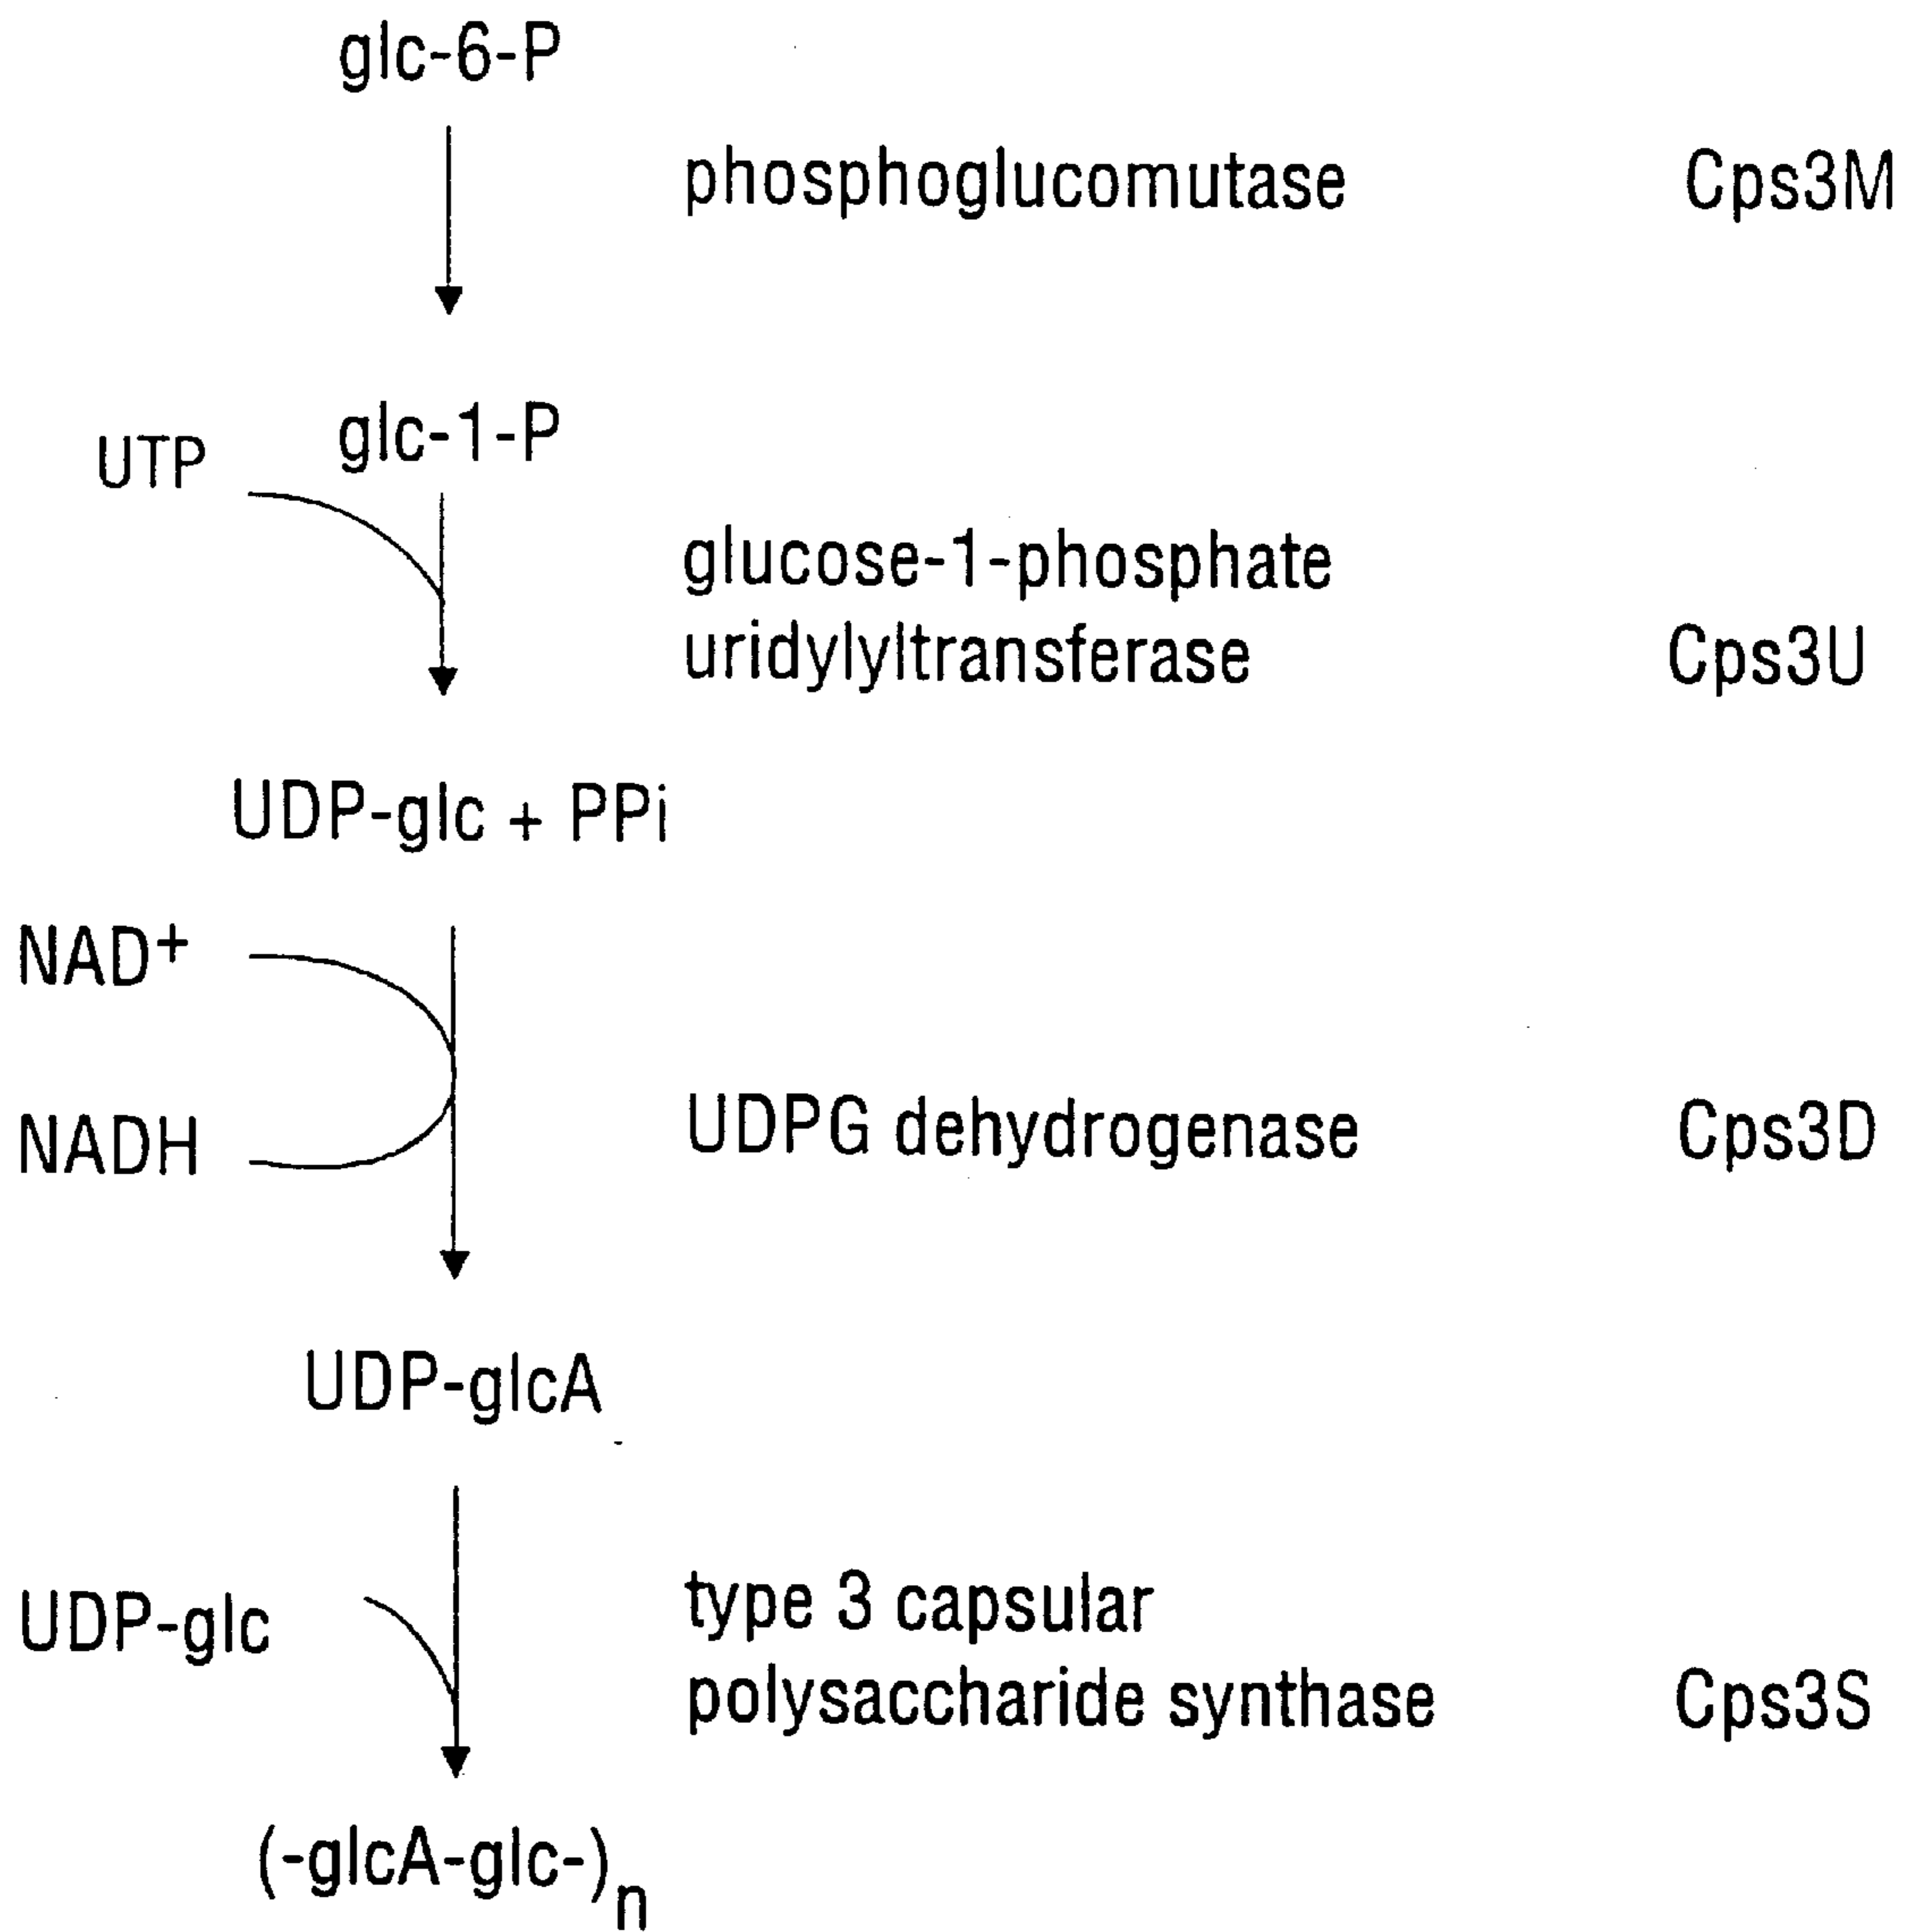 glc-6-P
phosphoglucomutase Cps3M
glc-1-P
UTP
glucose-1-phosphate
uridylyltransferase Cps3U
UDP-glc + PPi
NAD+
NADH
UDPG dehydrogenase Cps3D
UDP-glcA
UDP-glc
type 3 capsular
polysaccharide synthase Cps3S
(-glcA-glc-)n